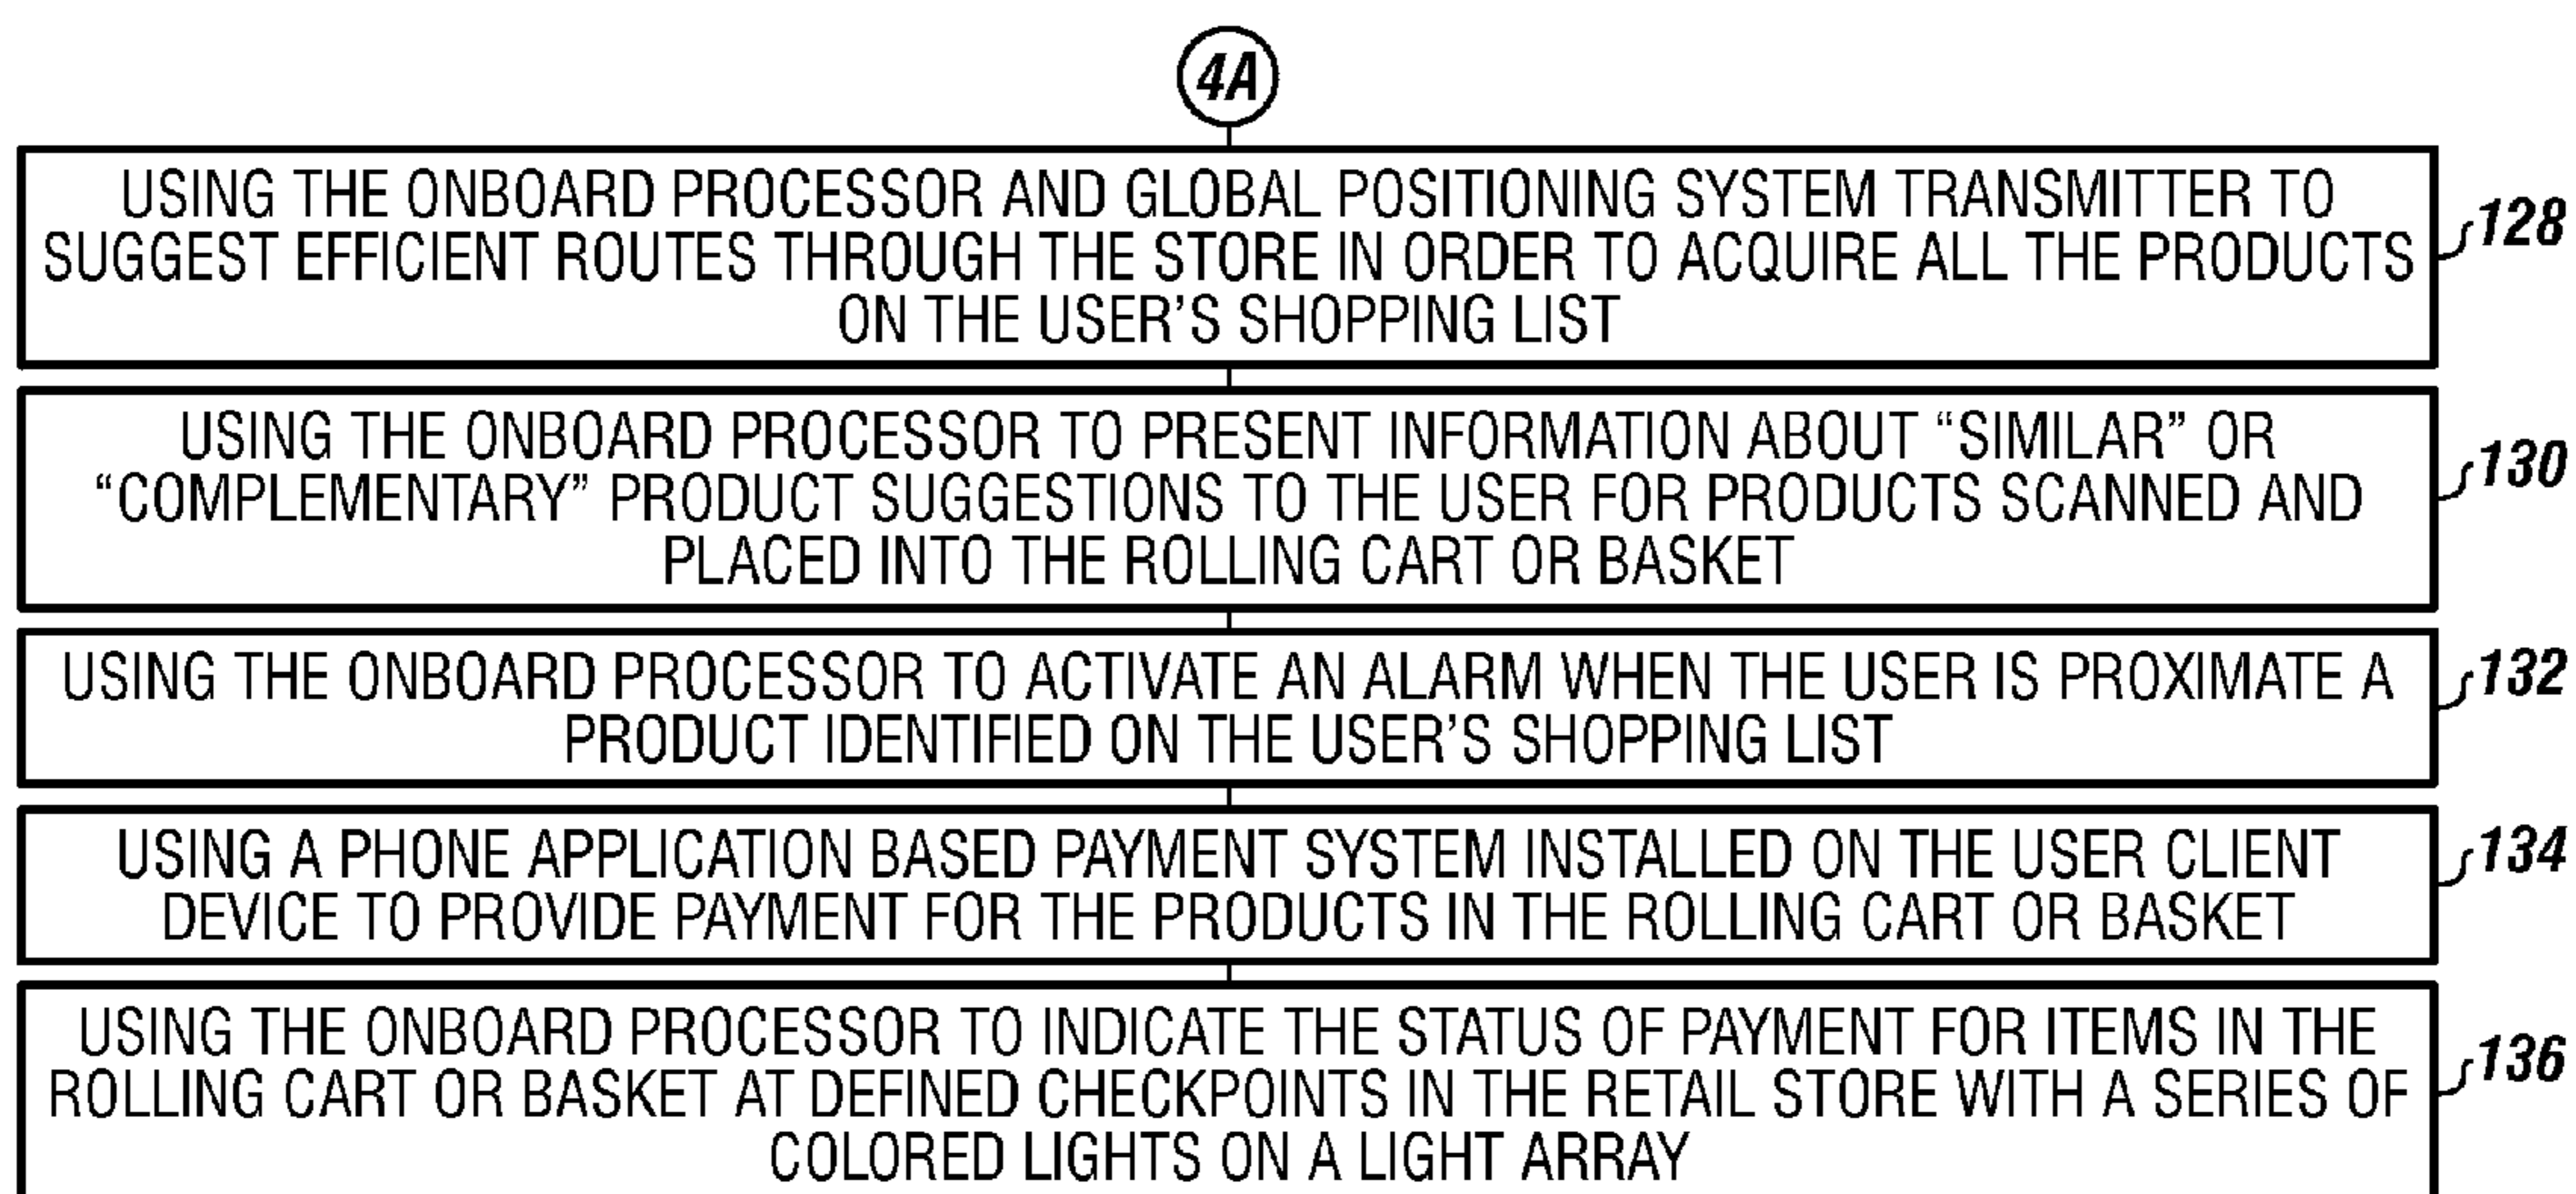 4A
USING THE ONBOARD PROCESSOR AND GLOBAL POSITIONING SYSTEM TRANSMITTER TO
SUGGEST EFFICIENT ROUTES THROUGH THE STORE IN ORDER TO ACQUIRE ALL THE PRODUCTS
ON THE USER’S SHOPPING LIST
128
USING THE ONBOARD PROCESSOR TO PRESENT INFORMATION ABOUT “SIMILAR” OR
“COMPLEMENTARY” PRODUCT SUGGESTIONS TO THE USER FOR PRODUCTS SCANNED AND
PLACED INTO THE ROLLING CART OR BASKET
130
USING THE ONBOARD PROCESSOR TO ACTIVATE AN ALARM WHEN THE USER IS PROXIMATE A
PRODUCT IDENTIFIED ON THE USER’S SHOPPING LIST
132
USING A PHONE APPLICATION BASED PAYMENT SYSTEM INSTALLED ON THE USER CLIENT
DEVICE TO PROVIDE PAYMENT FOR THE PRODUCTS IN THE ROLLING CART OR BASKET
134
USING THE ONBOARD PROCESSOR TO INDICATE THE STATUS OF PAYMENT FOR ITEMS IN THE
ROLLING CART OR BASKET AT DEFINED CHECKPOINTS IN THE RETAIL STORE WITH A SERIES OF
COLORED LIGHTS ON A LIGHT ARRAY
136